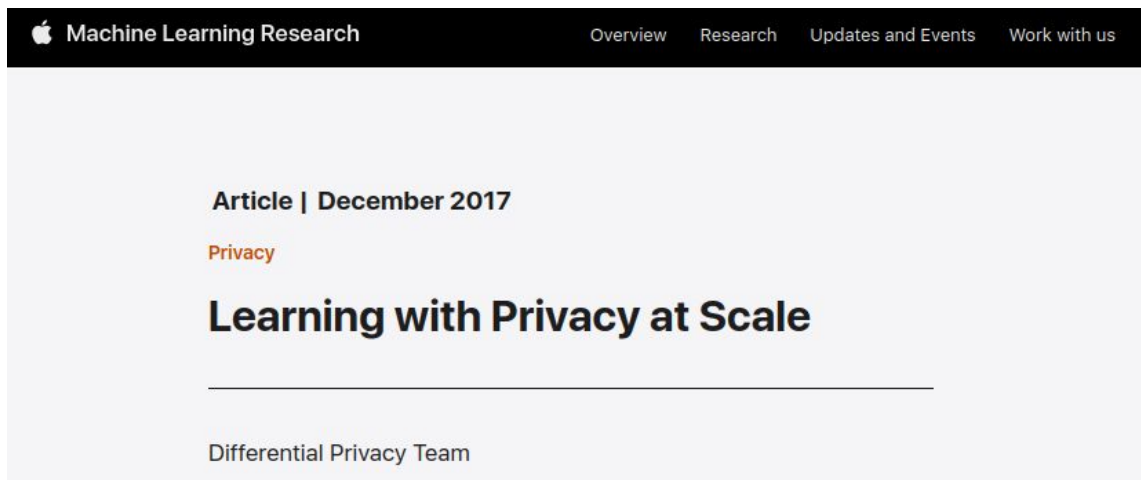 Machine Learning Research Overview Research Updates and Events Work with us
Article | December 2017
Privacy
Learning with Privacy at Scale
Differential Privacy Team